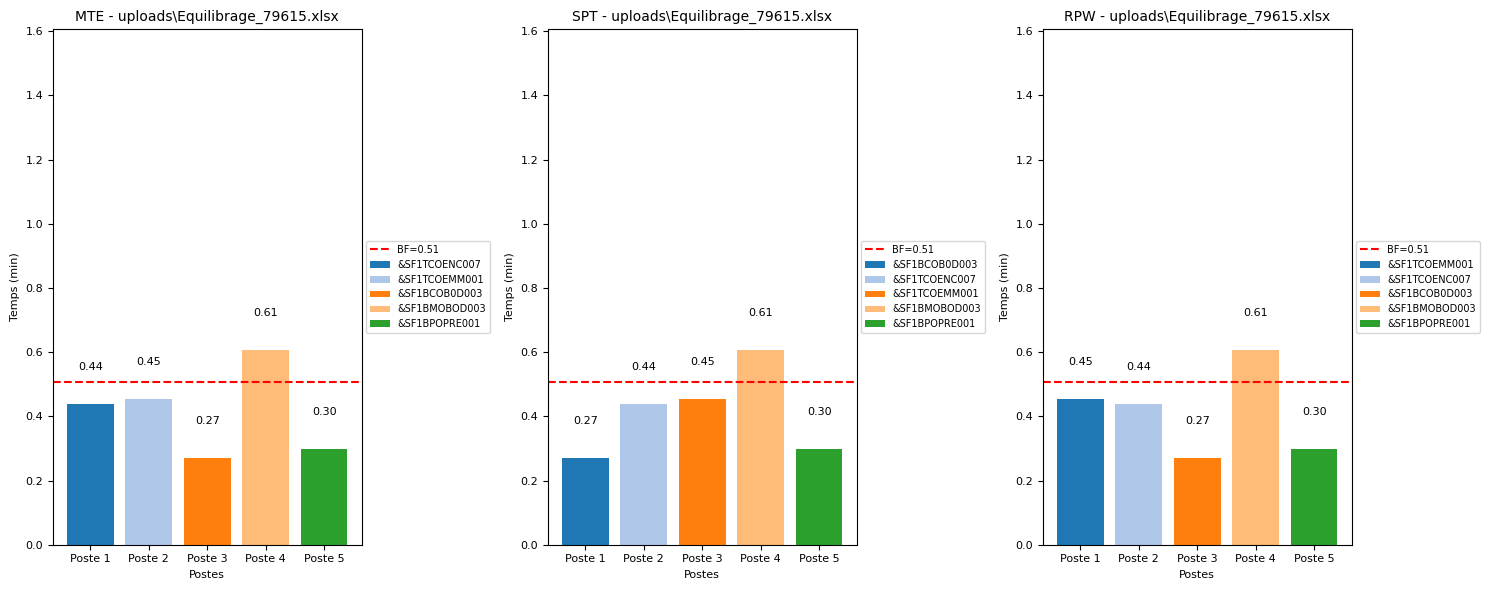 MTE - uploads\Equilibrage_79615.xlsx
Temps (min)
1.6
1.4
1.2
1.0
0.8
0.6
0.4
0.2
0.0
0.44
0.45
0.27
0.61
0.30
Poste 1
Poste 2
Poste 3
Poste 4
Poste 5
Postes
BF=0.51
&SF1TCOENC007
&SF1TCOEMM001
&SF1BCOB0D003
&SF1BMOBOD003
&SF1BPOPRE001
SPT - uploads\Equilibrage_79615.xlsx
Temps (min)
1.6
1.4
1.2
1.0
0.8
0.6
0.4
0.2
0.0
0.27
0.44
0.45
0.61
0.30
Poste 1
Poste 2
Poste 3
Poste 4
Poste 5
Postes
BF=0.51
&SF1BCOB0D003
&SF1TCOENC007
&SF1TCOEMM001
&SF1BMOBOD003
&SF1BPOPRE001
RPW - uploads\Equilibrage_79615.xlsx
Temps (min)
1.6
1.4
1.2
1.0
0.8
0.6
0.4
0.2
0.0
0.45
0.44
0.27
0.61
0.30
Poste 1
Poste 2
Poste 3
Poste 4
Poste 5
Postes
BF=0.51
&SF1TCOEMM001
&SF1TCOENC007
&SF1BCOB0D003
&SF1BMOBOD003
&SF1BPOPRE001